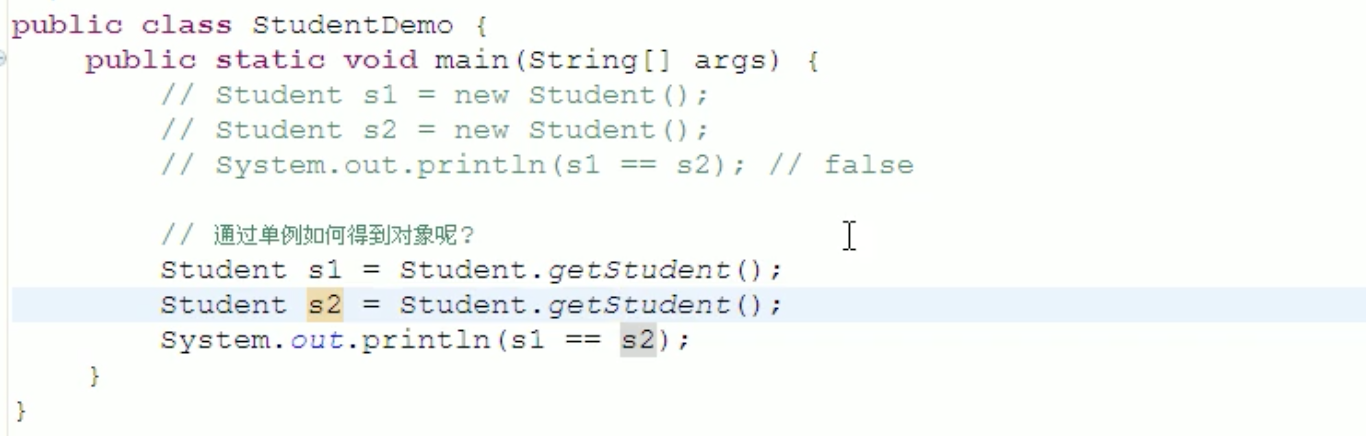 public class StudentDemo {
public static void main(String[] args) {
// Student s1 = new Student();
// Student s2 = new Student();
// System.out.println(s1 == s2); // false
// 通过单例如何得到对象呢？
Student s1 = Student.getStudent();
Student s2 = Student.getStudent();
System.out.println(s1 == s2);
}
}